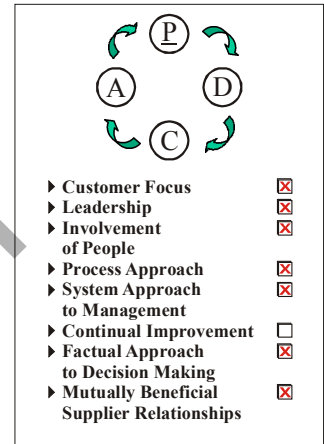 P
A D
C
Customer Focus
Leadership
Involvement
of People
Process Approach
System Approach
to Management
Continual Improvement
Factual Approach
to Decision Making
Mutually Beneficial
Supplier Relationships